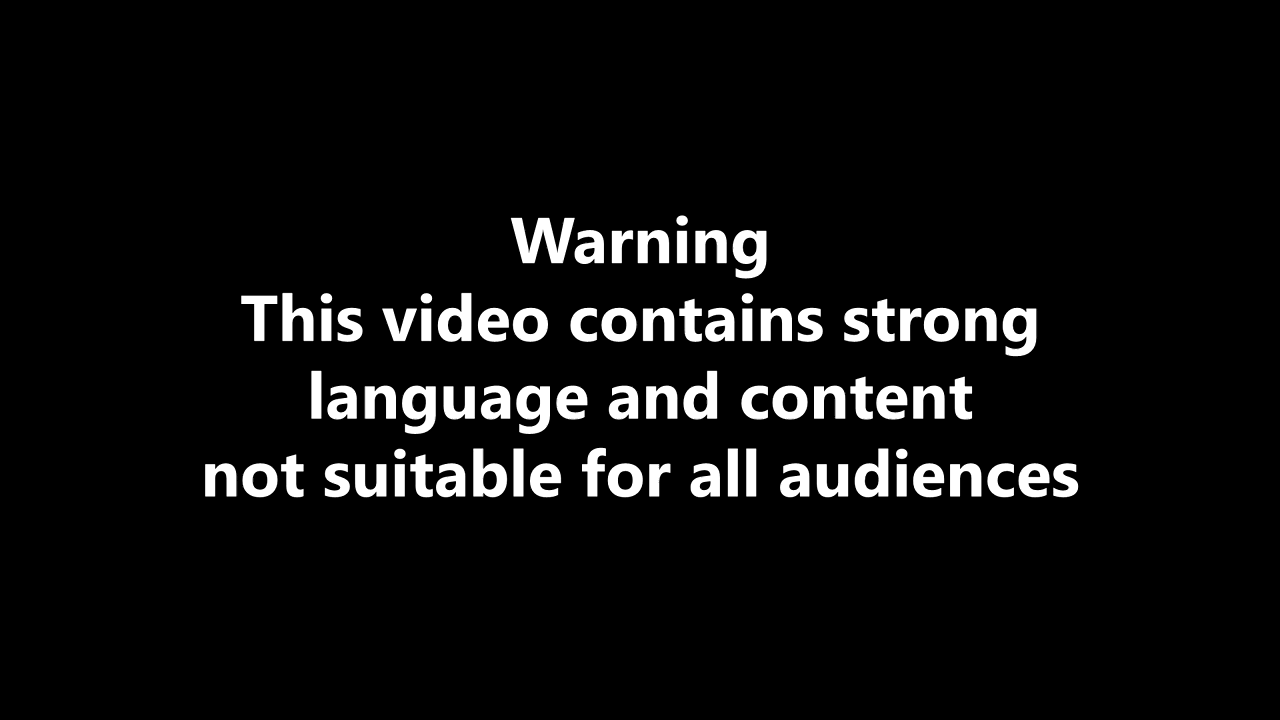 Warning
This video contains strong
language and content
not suitable for all audiences